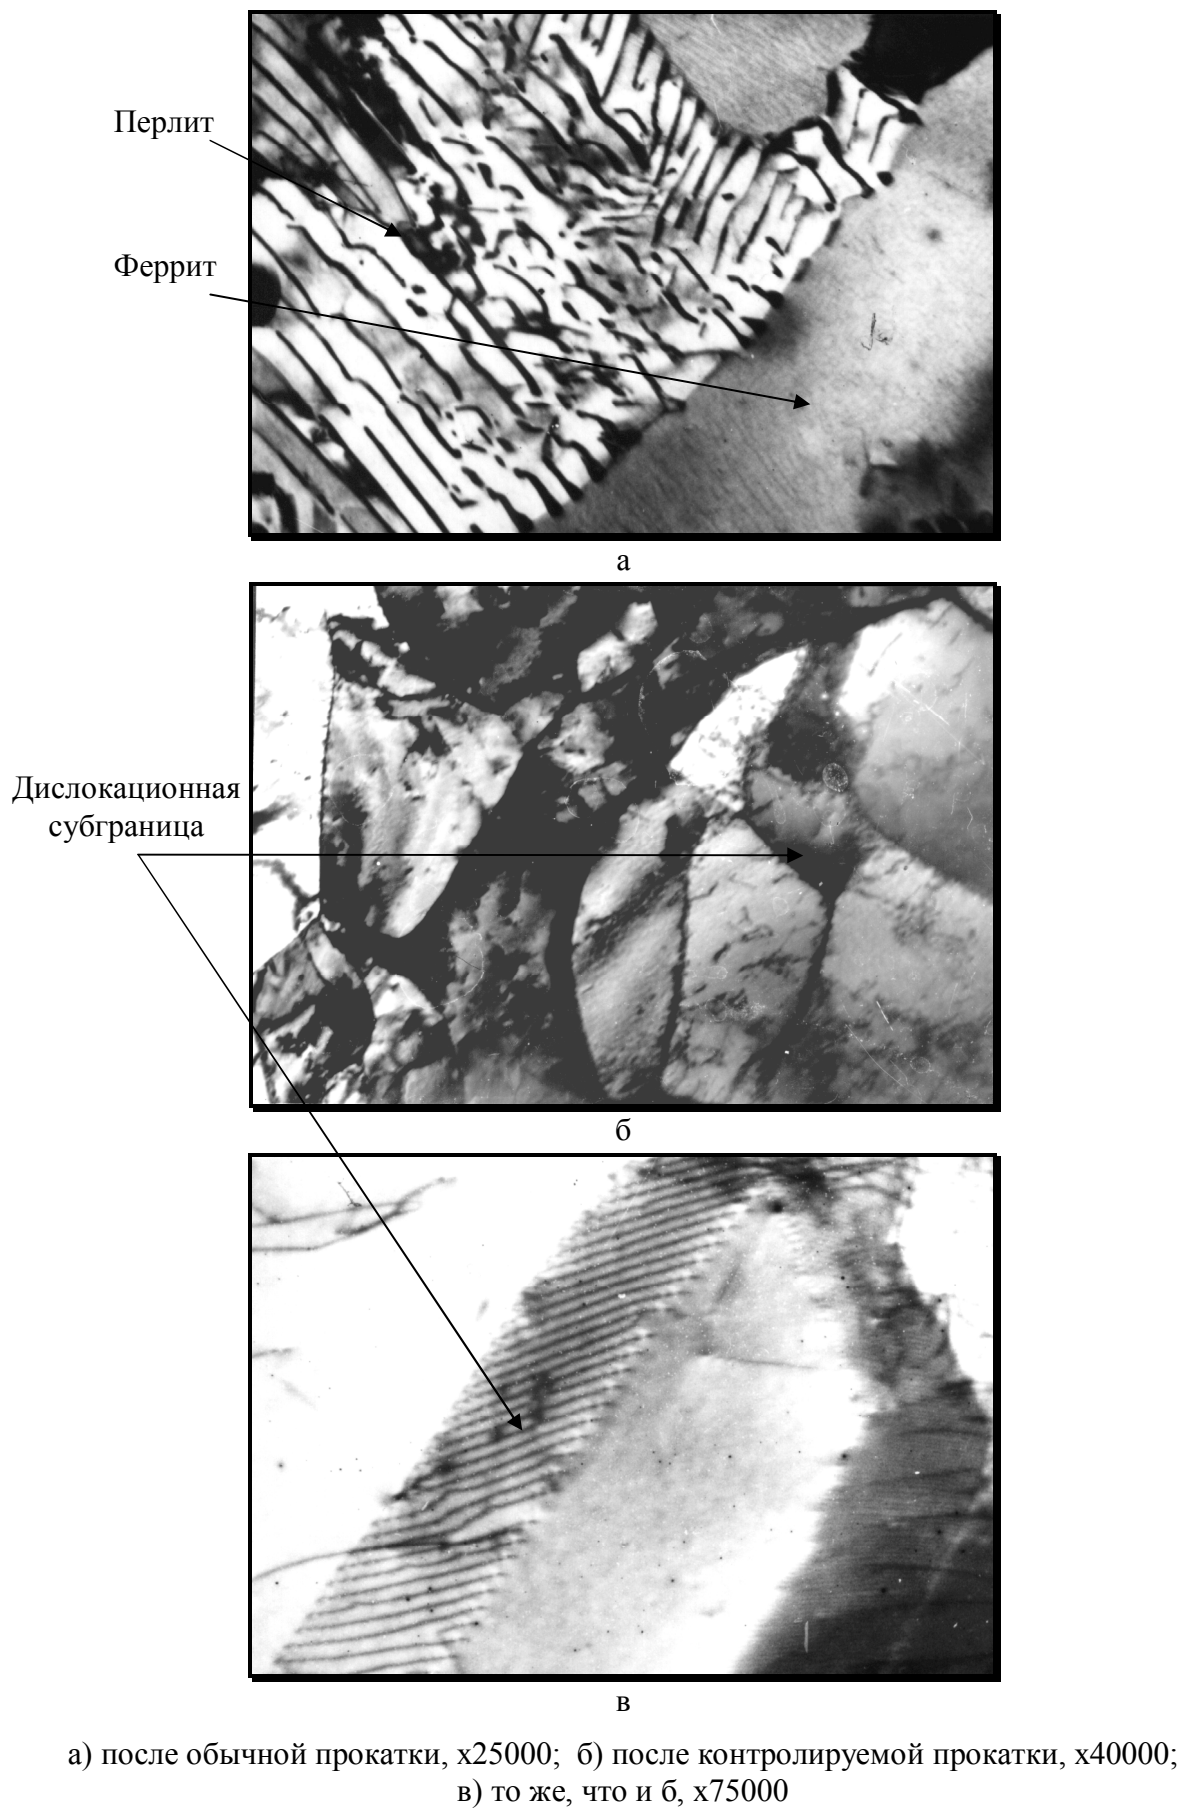 Перлит
Феррит
а
Дислокационная
субграница
б
в
а) после обычной прокатки, х25000; б) после контролируемой прокатки, х40000;
в) то же, что и б, х75000